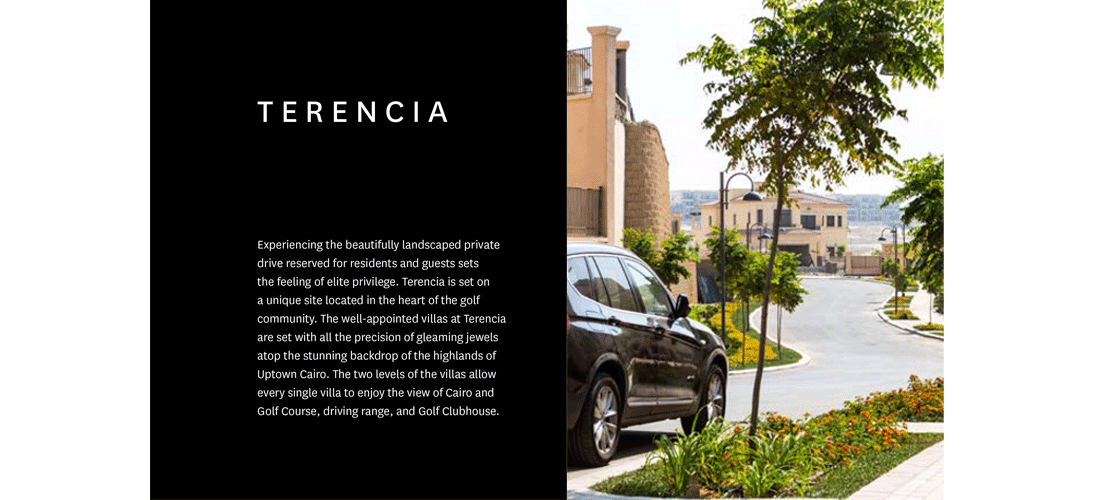 TERENCIA
Experiencing the beautifully landscaped private
drive reserved for residents and guests sets
the feeling of elite privilege. Terencia is set on
a unique site located in the heart of the golf
community. The well-appointed villas at Terencia
are set with all the precision of gleaming jewels
atop the stunning backdrop of the highlands of
Uptown Cairo. The two levels of the villas allow
every single villa to enjoy the view of Cairo and
Golf Course, driving range, and Golf Clubhouse.